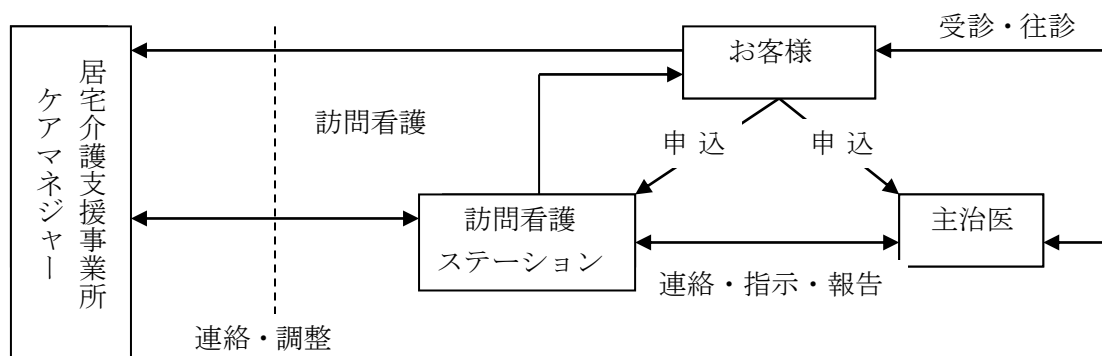 受診・往診
お客様
居宅介護支援事業所
ケアマネジャー
訪問看護
申 込
申 込
訪問看護
ステーション
主治医
連絡・指示・報告
連絡・調整